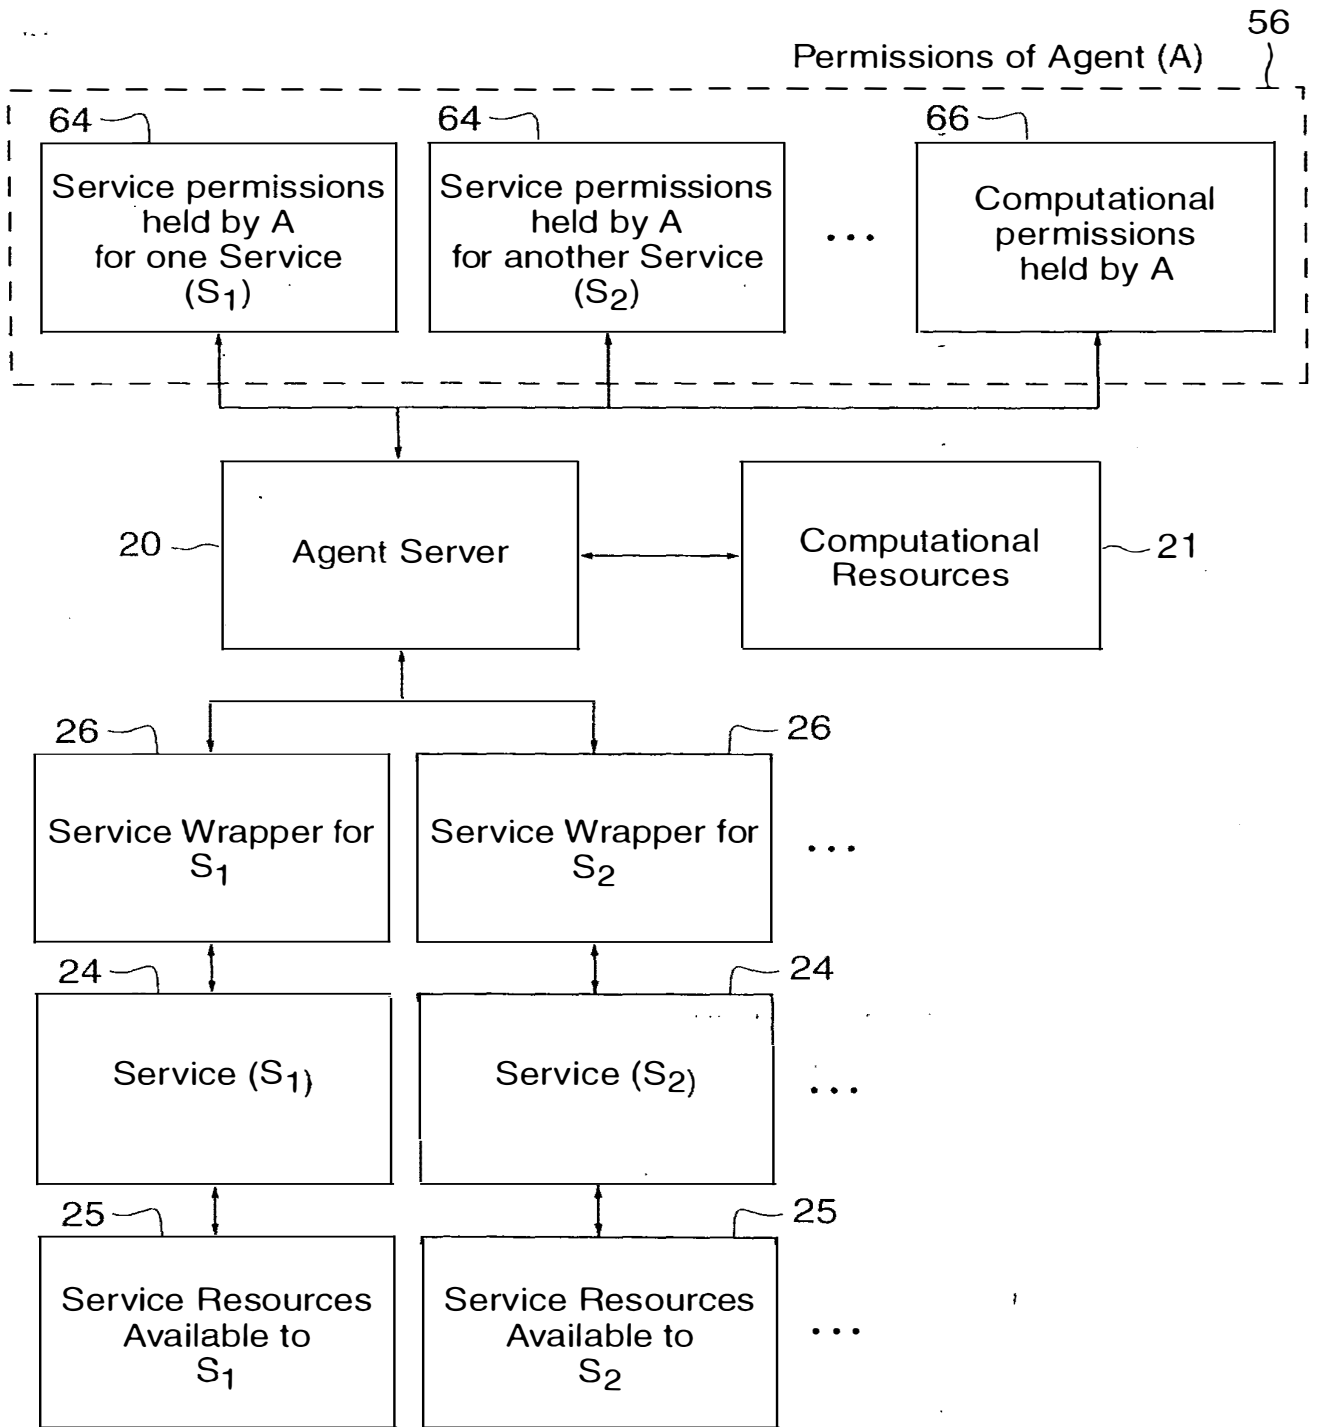 56
Permissions of Agent (A)
64
64
66
Service permissions
held by A
for one Service
(S1)
Service permissions
held by A
for another Service
(S2)
...
Computational
permissions
held by A
20
Agent Server
Computational
Resources
21
26
26
Service Wrapper for
S1
Service Wrapper for
S2
...
24
24
Service (S1)
Service (S2)
...
25
25
Service Resources
Available to
S1
Service Resources
Available to
S2
...